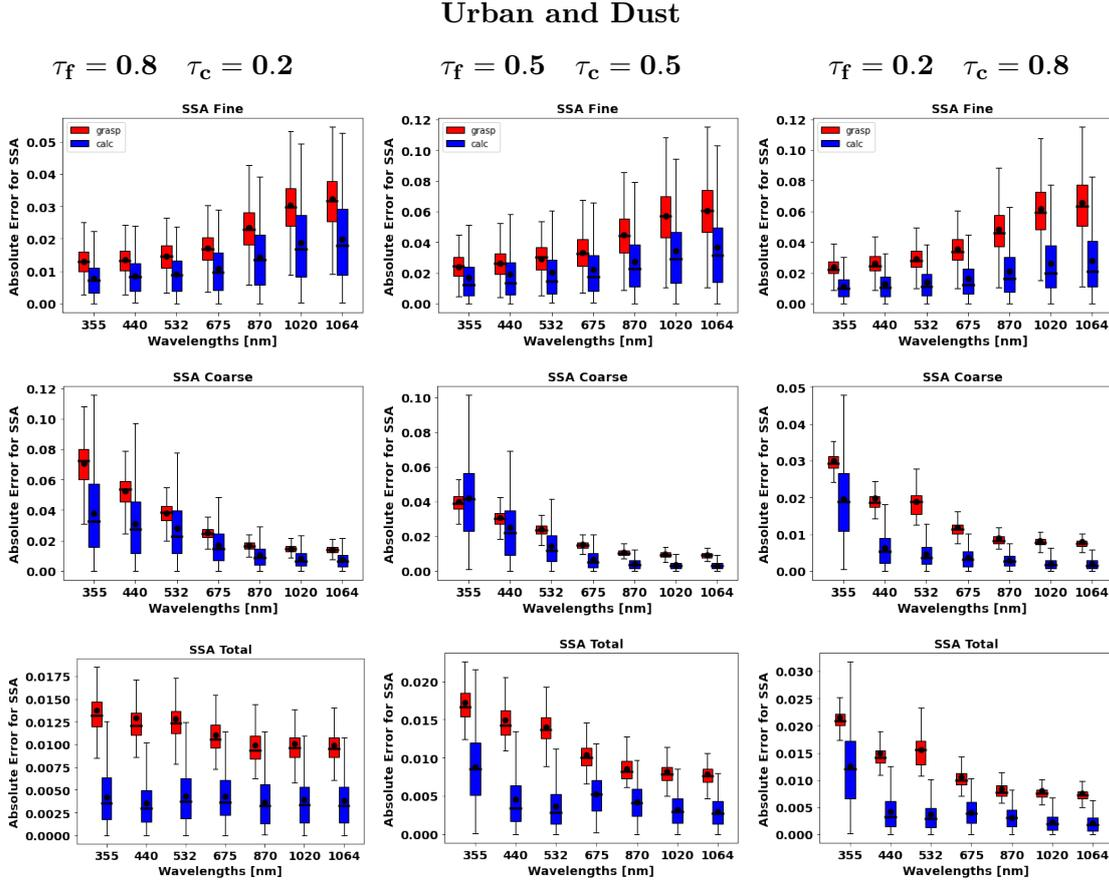 Urban and Dust
τf = 0.8 τc = 0.2
τf = 0.5 τc = 0.5
τf = 0.2 τc = 0.8
SSA Fine
Absolute Error for SSA
0.05
0.04
0.03
0.02
0.01
0.00
grasp
calc
355 440 532 675 870 1020 1064
Wavelengths [nm]
SSA Fine
Absolute Error for SSA
0.12
0.10
0.08
0.06
0.04
0.02
0.00
grasp
calc
355 440 532 675 870 1020 1064
Wavelengths [nm]
SSA Fine
Absolute Error for SSA
0.12
0.10
0.08
0.06
0.04
0.02
0.00
grasp
calc
355 440 532 675 870 1020 1064
Wavelengths [nm]
SSA Coarse
Absolute Error for SSA
0.12
0.10
0.08
0.06
0.04
0.02
0.00
355 440 532 675 870 1020 1064
Wavelengths [nm]
SSA Coarse
Absolute Error for SSA
0.10
0.08
0.06
0.04
0.02
0.00
355 440 532 675 870 1020 1064
Wavelengths [nm]
SSA Coarse
Absolute Error for SSA
0.05
0.04
0.03
0.02
0.01
0.00
355 440 532 675 870 1020 1064
Wavelengths [nm]
SSA Total
Absolute Error for SSA
0.0175
0.0150
0.0125
0.0100
0.0075
0.0050
0.0025
0.0000
355 440 532 675 870 1020 1064
Wavelengths [nm]
SSA Total
Absolute Error for SSA
0.020
0.015
0.010
0.005
0.000
355 440 532 675 870 1020 1064
Wavelengths [nm]
SSA Total
Absolute Error for SSA
0.030
0.025
0.020
0.015
0.010
0.005
0.000
355 440 532 675 870 1020 1064
Wavelengths [nm]